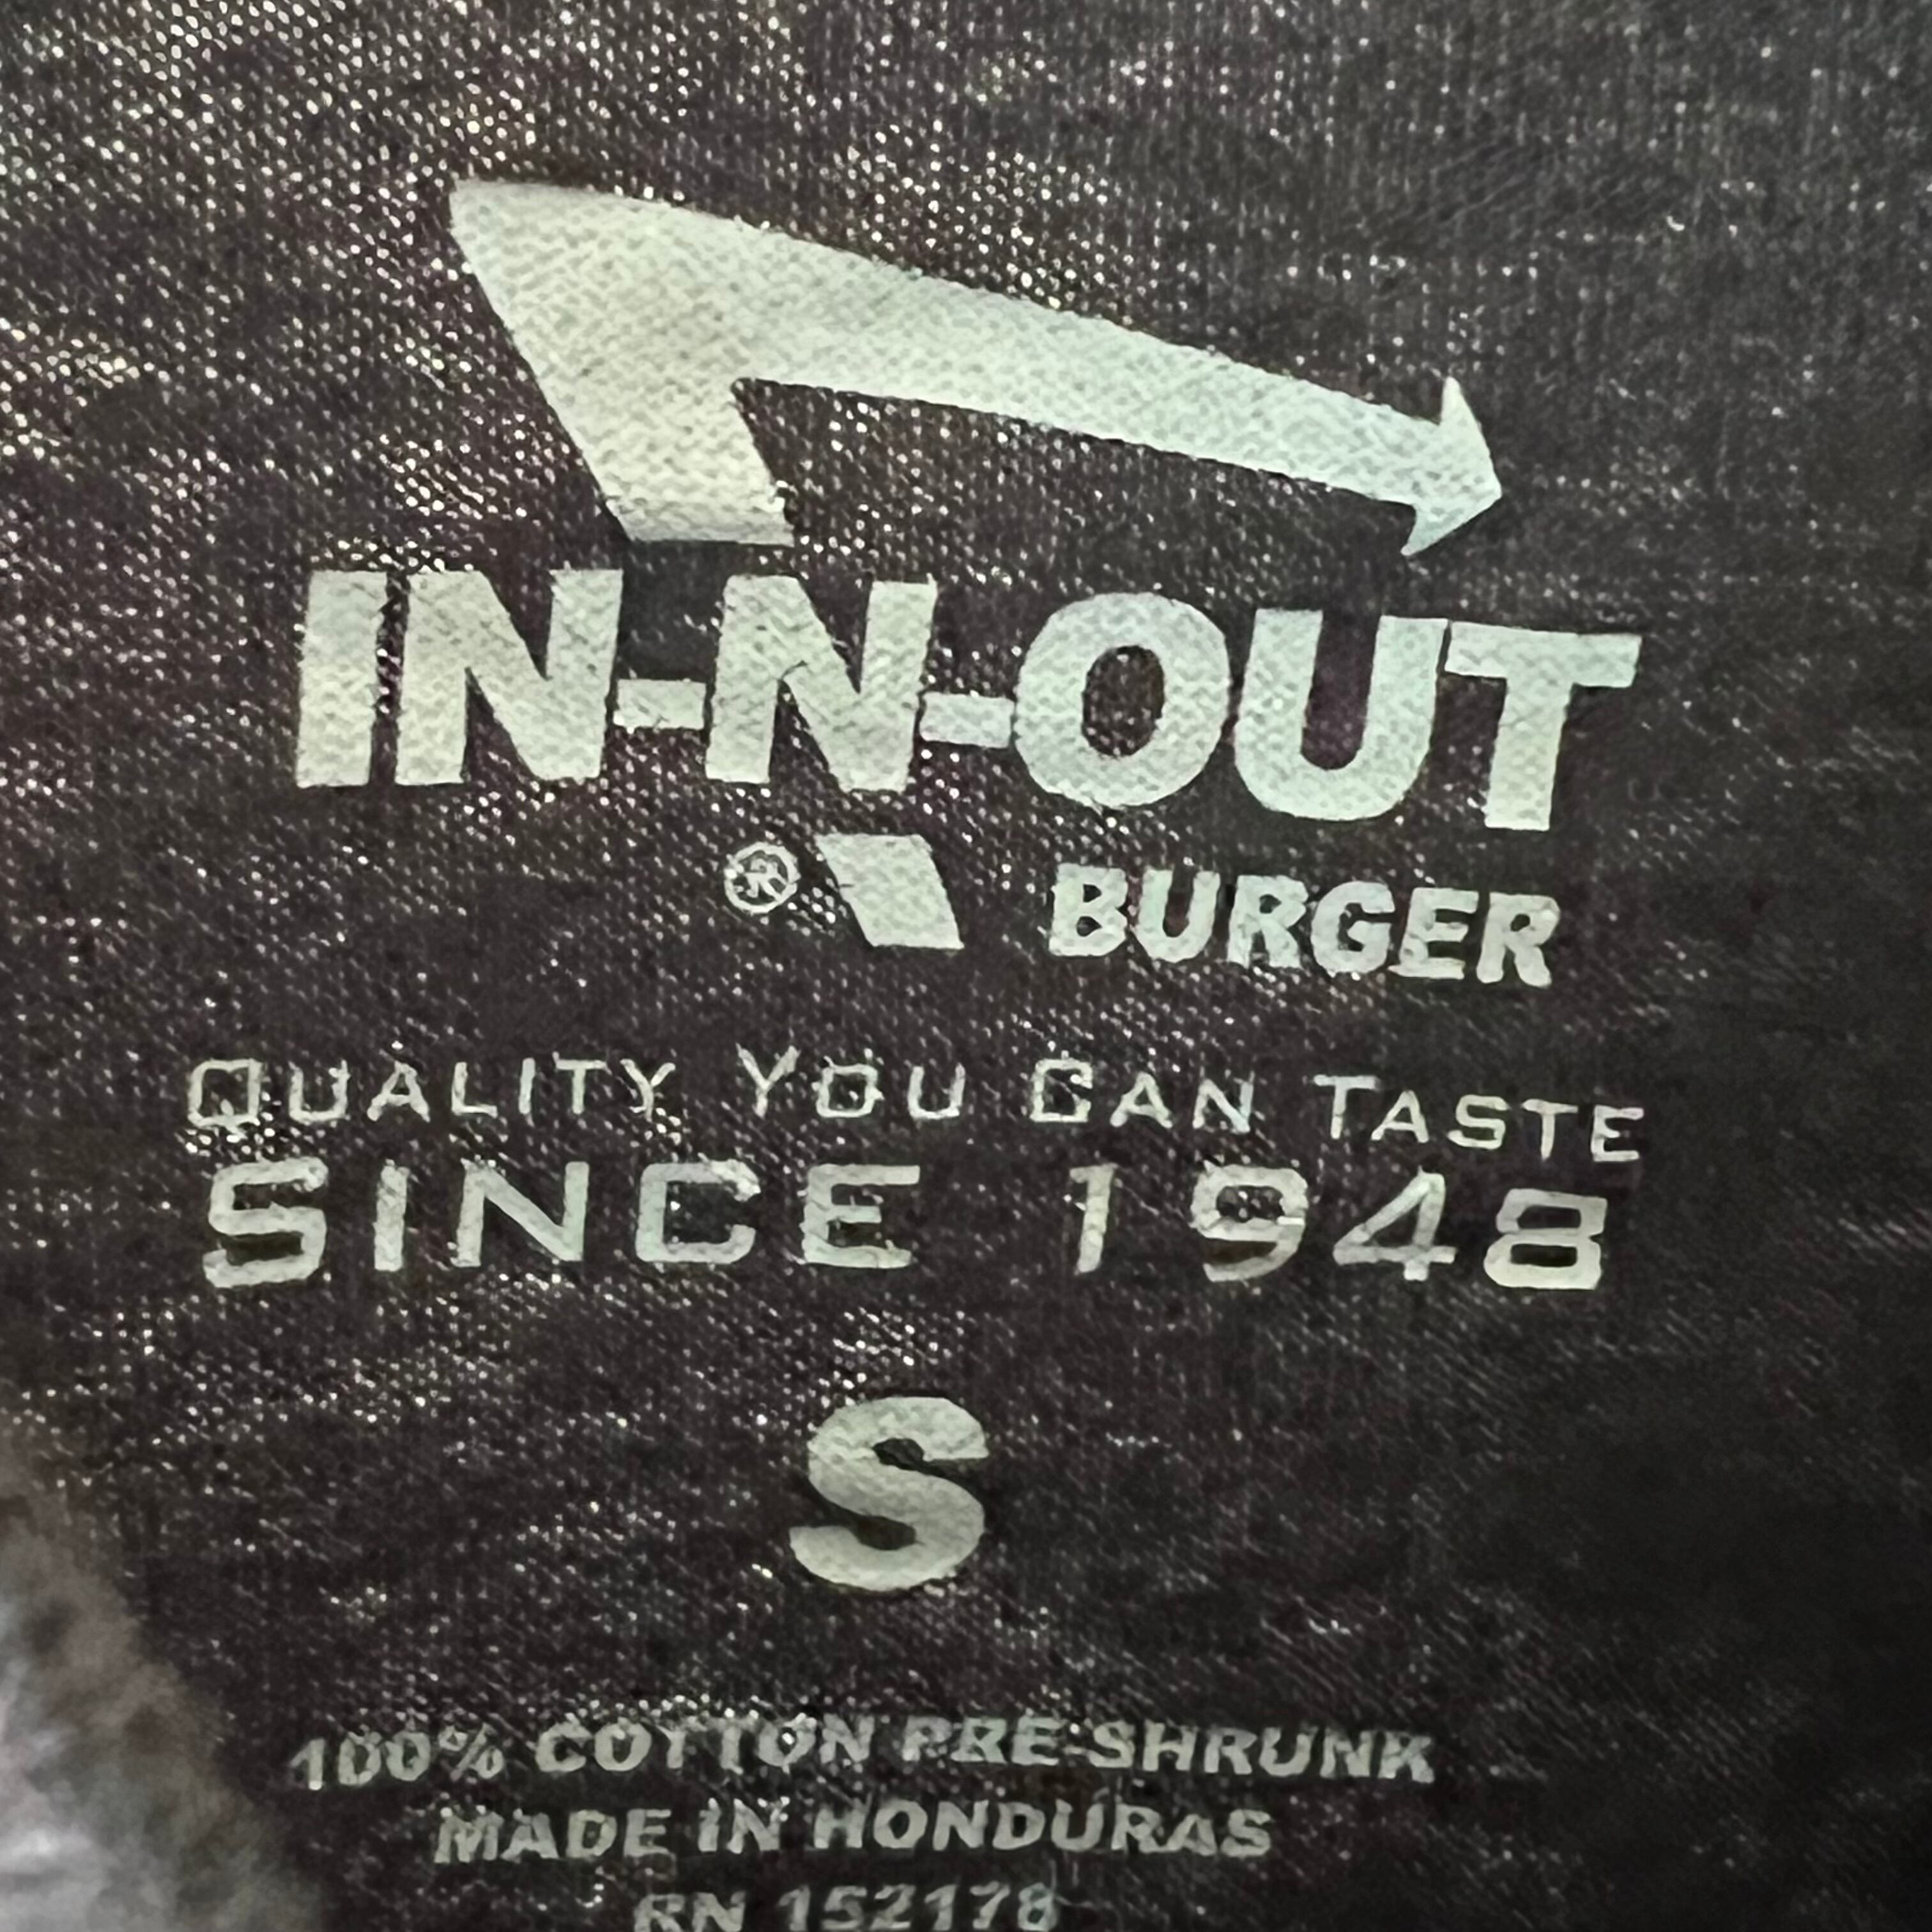 IN-N-OUT
® BURGER
QUALITY YOU CAN TASTE
SINCE 1948
S
100% COTTON PRE-SHRUNK
MADE IN HONDURAS
RN 152178